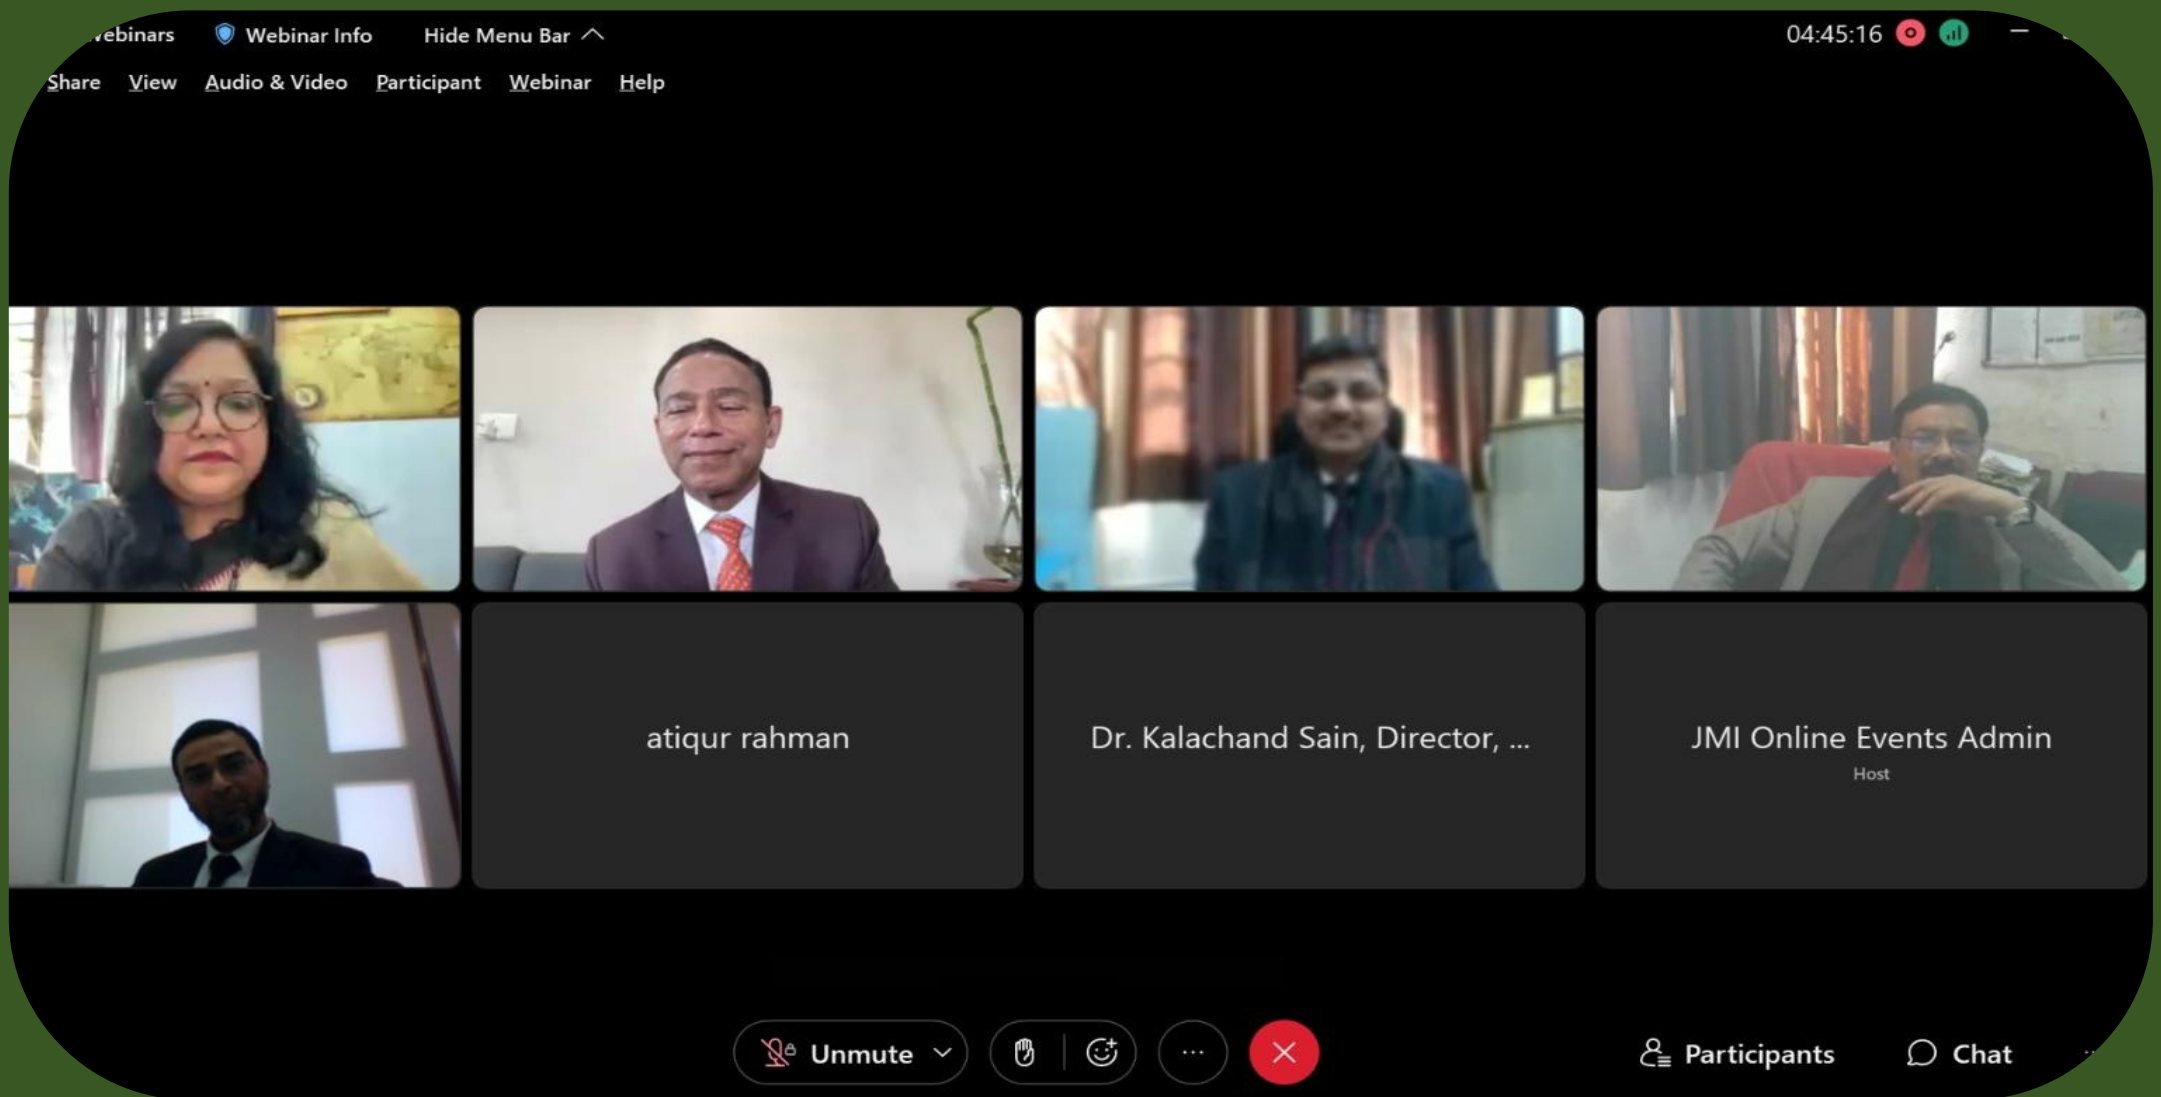 Webinar Info
Hide Menu Bar
04:45:16
Share View Audio & Video Participant Webinar Help
atiqur rahman
Dr. Kalachand Sain, Director, ...
JMI Online Events Admin
Host
Unmute
Participants
Chat